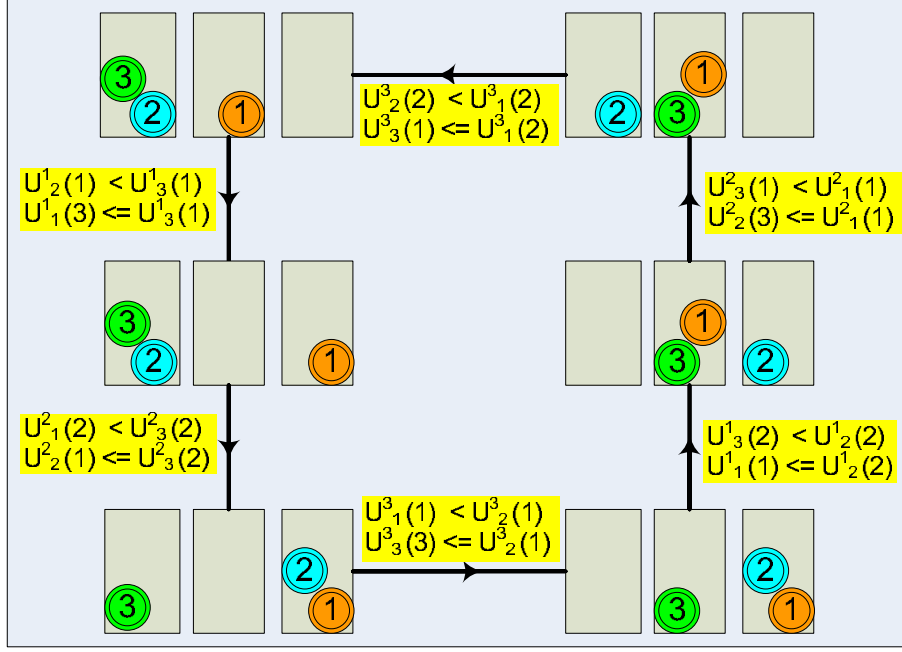 3
2
1
2
1
3
U³₂(2) < U³₁(2)
U³₃(1) <= U³₁(2)
U¹₂(1) < U¹₃(1)
U¹₁(3) <= U¹₃(1)
U²₃(1) < U²₁(1)
U²₂(3) <= U²₁(1)
3
2
1
1
3
2
U²₁(2) < U²₃(2)
U²₂(1) <= U²₃(2)
U¹₃(2) < U¹₂(2)
U¹₁(1) <= U¹₂(2)
U³₁(1) < U³₂(1)
U³₃(3) <= U³₂(1)
3
2
1
3
2
1